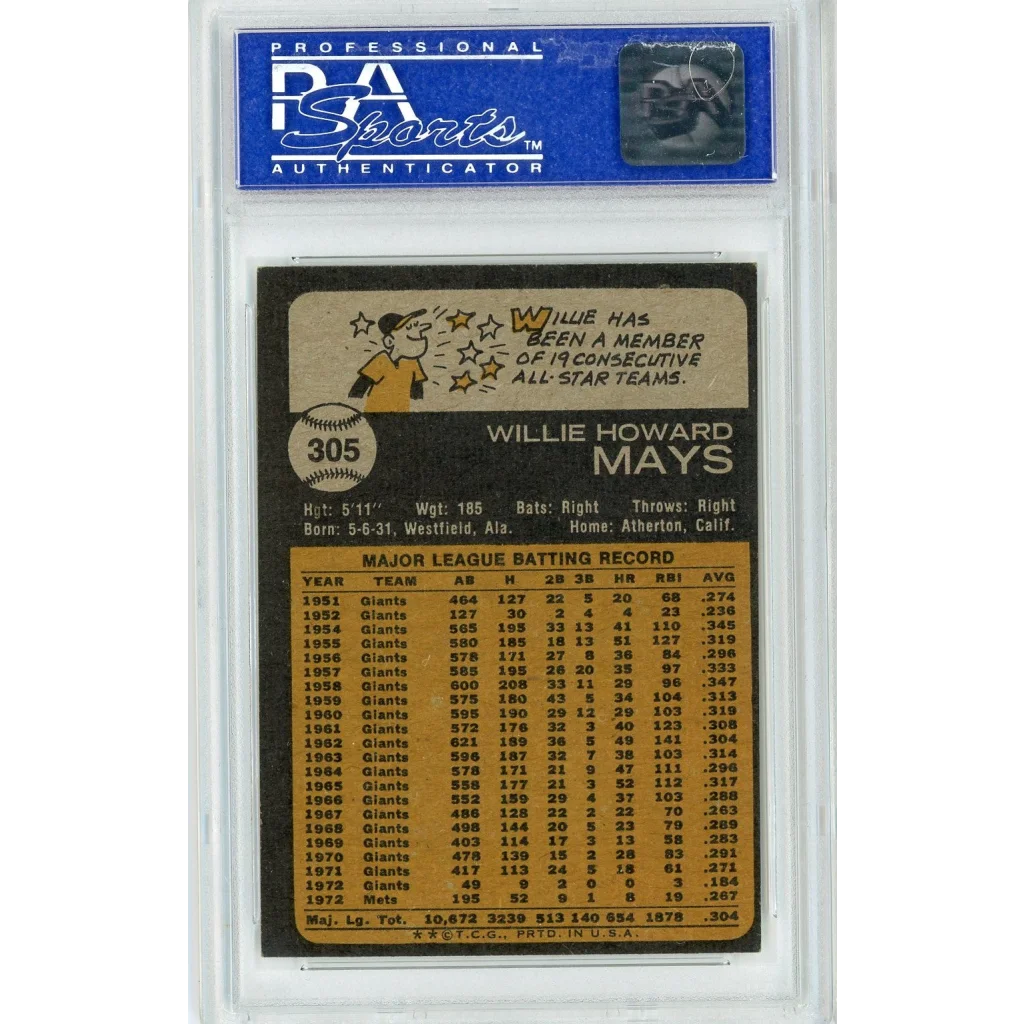 PROFESSIONAL
PSA
Sports™
AUTHENTICATOR
WILLIE HAS
BEEN A MEMBER
OF 19 CONSECUTIVE
ALL-STAR TEAMS.
305
WILLIE HOWARD
MAYS
Hgt: 5'11" Wgt: 185 Bats: Right Throws: Right
Born: 5-6-31, Westfield, Ala. Home: Atherton, Calif.
MAJOR LEAGUE BATTING RECORD
YEAR TEAM AB H 2B 3B HR RBI AVG
1951 Giants 464 127 22 5 20 68 .274
1952 Giants 127 30 2 4 4 23 .236
1954 Giants 565 195 33 13 41 110 .345
1955 Giants 580 185 18 13 51 127 .319
1956 Giants 578 171 27 8 36 84 .296
1957 Giants 585 195 26 20 35 97 .333
1958 Giants 600 208 33 11 29 96 .347
1959 Giants 575 180 43 5 34 104 .313
1960 Giants 595 190 29 12 29 103 .319
1961 Giants 572 176 32 3 40 123 .308
1962 Giants 621 189 36 5 49 141 .304
1963 Giants 596 187 32 7 38 103 .314
1964 Giants 578 171 21 9 47 111 .296
1965 Giants 558 177 21 3 52 112 .317
1966 Giants 552 159 29 4 37 103 .288
1967 Giants 486 128 22 2 22 70 .263
1968 Giants 498 144 20 5 23 79 .289
1969 Giants 403 114 17 3 13 58 .283
1970 Giants 478 139 15 2 28 83 .291
1971 Giants 417 113 24 5 18 61 .271
1972 Giants 49 9 2 0 0 3 .184
1972 Mets 195 52 9 1 8 19 .267
Maj. Lg. Tot. 10,672 3239 513 140 654 1878 .304
**©T.C.G., PRTD. IN U.S.A.